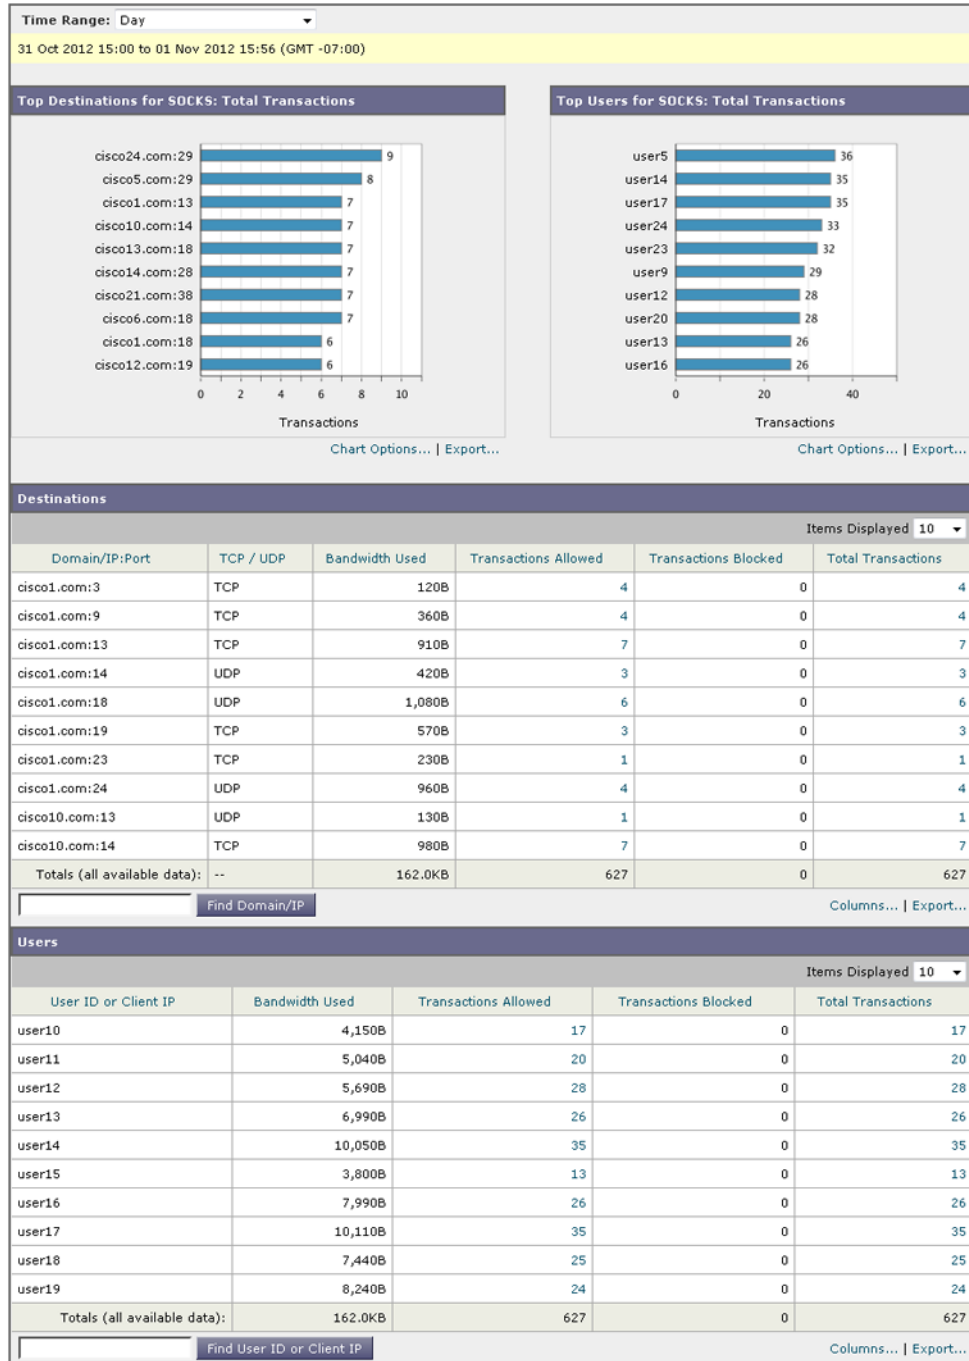 Time Range: Day
31 Oct 2012 15:00 to 01 Nov 2012 15:56 (GMT -07:00)
Top Destinations for SOCKS: Total Transactions
cisco24.com:29 9
cisco5.com:29 8
cisco1.com:13 7
cisco10.com:14 7
cisco13.com:18 7
cisco14.com:28 7
cisco21.com:38 7
cisco6.com:18 7
cisco1.com:18 6
cisco12.com:19 6
0 2 4 6 8 10
Transactions
Chart Options... | Export...
Top Users for SOCKS: Total Transactions
user5 36
user14 35
user17 35
user24 33
user23 32
user9 29
user12 28
user20 28
user13 26
user16 26
0 20 40
Transactions
Chart Options... | Export...
Destinations
Items Displayed 10
Domain/IP:Port TCP / UDP Bandwidth Used Transactions Allowed Transactions Blocked Total Transactions
cisco1.com:3 TCP 120B 4 0 4
cisco1.com:9 TCP 360B 4 0 4
cisco1.com:13 TCP 910B 7 0 7
cisco1.com:14 UDP 420B 3 0 3
cisco1.com:18 UDP 1,080B 6 0 6
cisco1.com:19 TCP 570B 3 0 3
cisco1.com:23 TCP 230B 1 0 1
cisco1.com:24 UDP 960B 4 0 4
cisco10.com:13 UDP 130B 1 0 1
cisco10.com:14 TCP 980B 7 0 7
Totals (all available data): -- 162.0KB 627 0 627
Find Domain/IP Columns... | Export...
Users
Items Displayed 10
User ID or Client IP Bandwidth Used Transactions Allowed Transactions Blocked Total Transactions
user10 4,150B 17 0 17
user11 5,040B 20 0 20
user12 5,690B 28 0 28
user13 6,990B 26 0 26
user14 10,050B 35 0 35
user15 3,800B 13 0 13
user16 7,990B 26 0 26
user17 10,110B 35 0 35
user18 7,440B 25 0 25
user19 8,240B 24 0 24
Totals (all available data): 162.0KB 627 0 627
Find User ID or Client IP Columns... | Export...